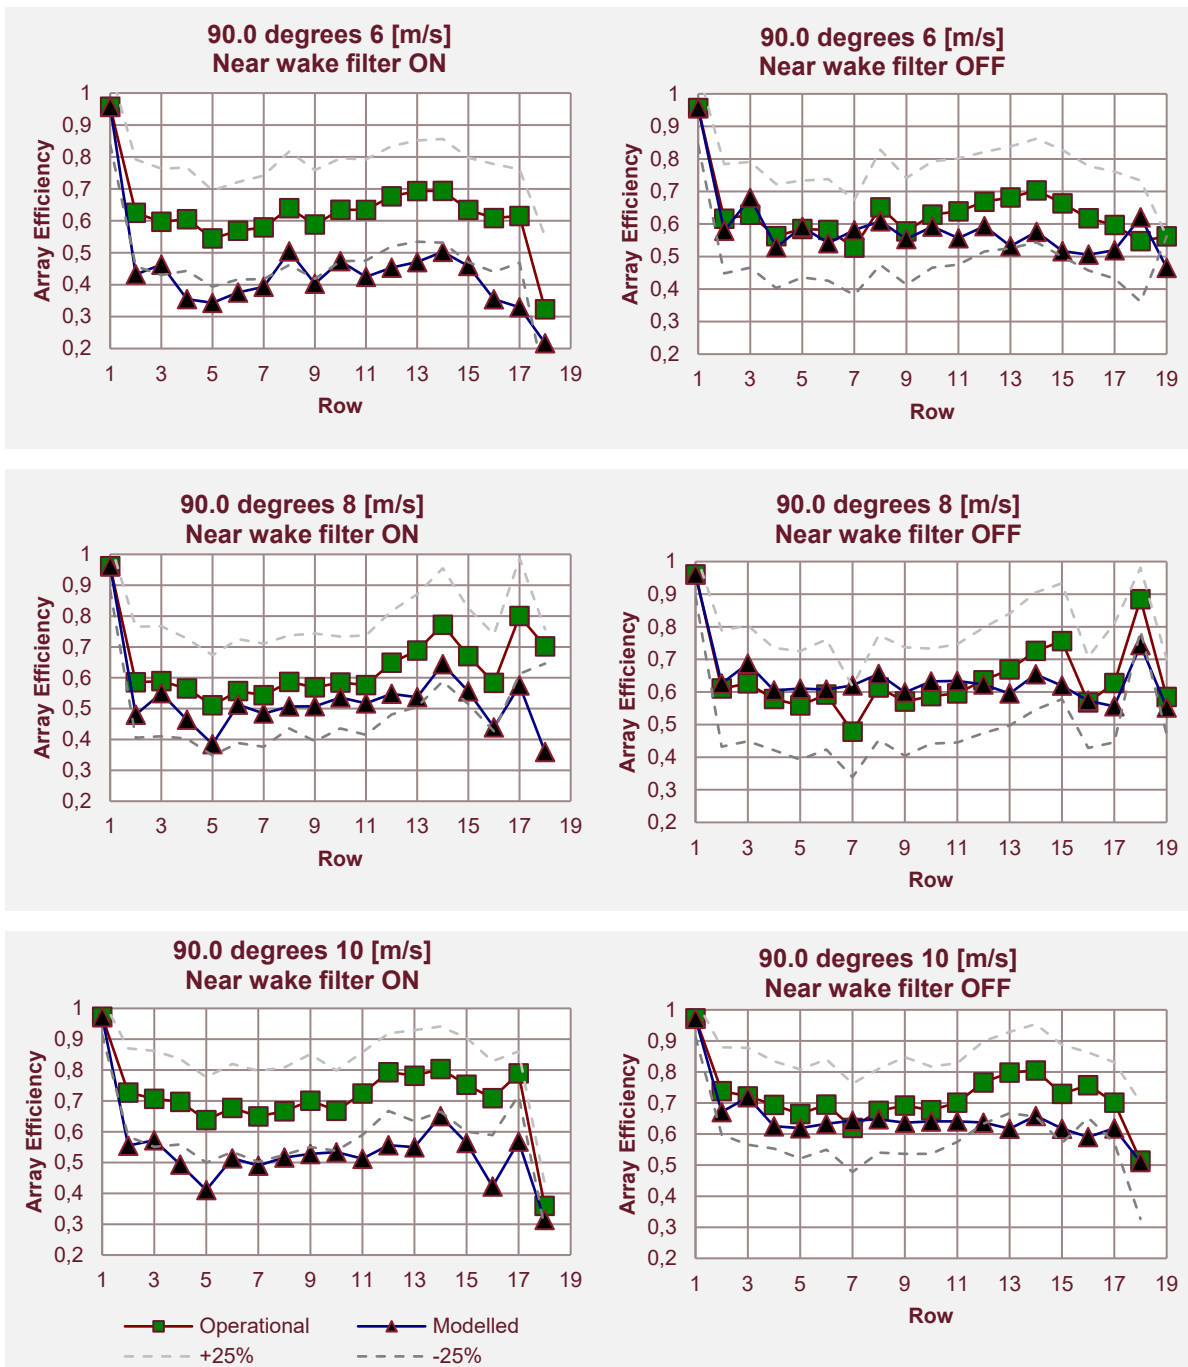 90.0 degrees 6 [m/s]
Near wake filter ON
Array Efficiency
1
0,9
0,8
0,7
0,6
0,5
0,4
0,3
0,2
1 3 5 7 9 11 13 15 17 19
Row
90.0 degrees 6 [m/s]
Near wake filter OFF
Array Efficiency
1
0,9
0,8
0,7
0,6
0,5
0,4
0,3
0,2
1 3 5 7 9 11 13 15 17 19
Row
90.0 degrees 8 [m/s]
Near wake filter ON
Array Efficiency
1
0,9
0,8
0,7
0,6
0,5
0,4
0,3
0,2
1 3 5 7 9 11 13 15 17 19
Row
90.0 degrees 8 [m/s]
Near wake filter OFF
Array Efficiency
1
0,9
0,8
0,7
0,6
0,5
0,4
0,3
0,2
1 3 5 7 9 11 13 15 17 19
Row
90.0 degrees 10 [m/s]
Near wake filter ON
Array Efficiency
1
0,9
0,8
0,7
0,6
0,5
0,4
0,3
0,2
1 3 5 7 9 11 13 15 17 19
Row
Operational Modelled
+25% -25%
90.0 degrees 10 [m/s]
Near wake filter OFF
Array Efficiency
1
0,9
0,8
0,7
0,6
0,5
0,4
0,3
0,2
1 3 5 7 9 11 13 15 17 19
Row